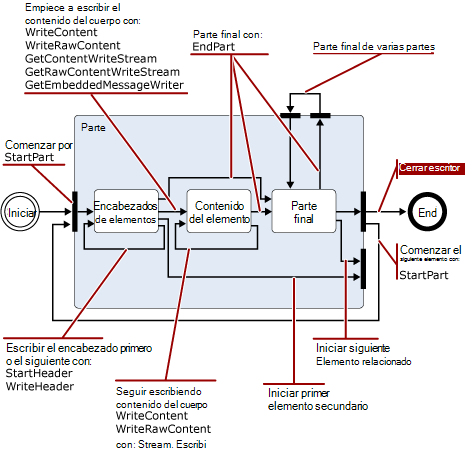 Empiece a escribir el
contenido del cuerpo con:
WriteContent
WriteRawContent
GetContentWriteStream
GetRawContentWriteStream
GetEmbeddedMessageWriter
Parte final con:
EndPart
Parte final de varias partes
Parte
Comenzar por
StartPart
Iniciar
Encabezados
de elementos
Contenido
del elemento
Parte
final
Cerrar escritor
End
Comenzar el
siguiente elemento con:
StartPart
Escribir el encabezado primero
o el siguiente con:
StartHeader
WriteHeader
Seguir escribiendo
contenido del cuerpo
WriteContent
WriteRawContent
con: Stream. Escribi
Iniciar primer
elemento secundario
Iniciar siguiente
Elemento relacionado